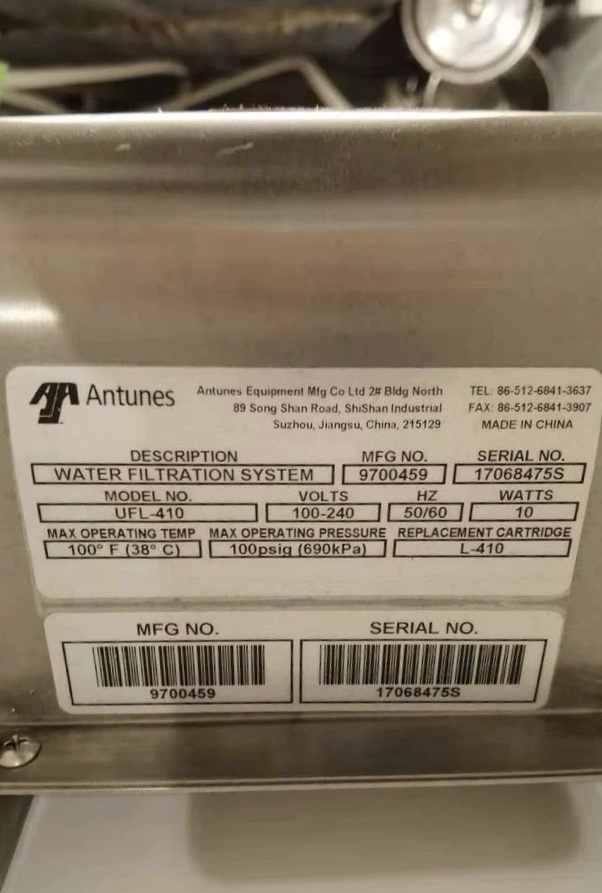 Antunes
Antunes Equipment Mfg Co Ltd 2# Bldg North
89 Song Shan Road, ShiShan Industrial
Suzhou, Jiangsu, China, 215129
TEL: 86-512-6841-3637
FAX: 86-512-6841-3907
MADE IN CHINA
DESCRIPTION MFG NO. SERIAL NO.
WATER FILTRATION SYSTEM 9700459 17068475S
MODEL NO. VOLTS HZ WATTS
UFL-410 100-240 50/60 10
MAX OPERATING TEMP MAX OPERATING PRESSURE REPLACEMENT CARTRIDGE
100° F (38° C) 100psig (690kPa) L-410
MFG NO. SERIAL NO.
9700459 17068475S